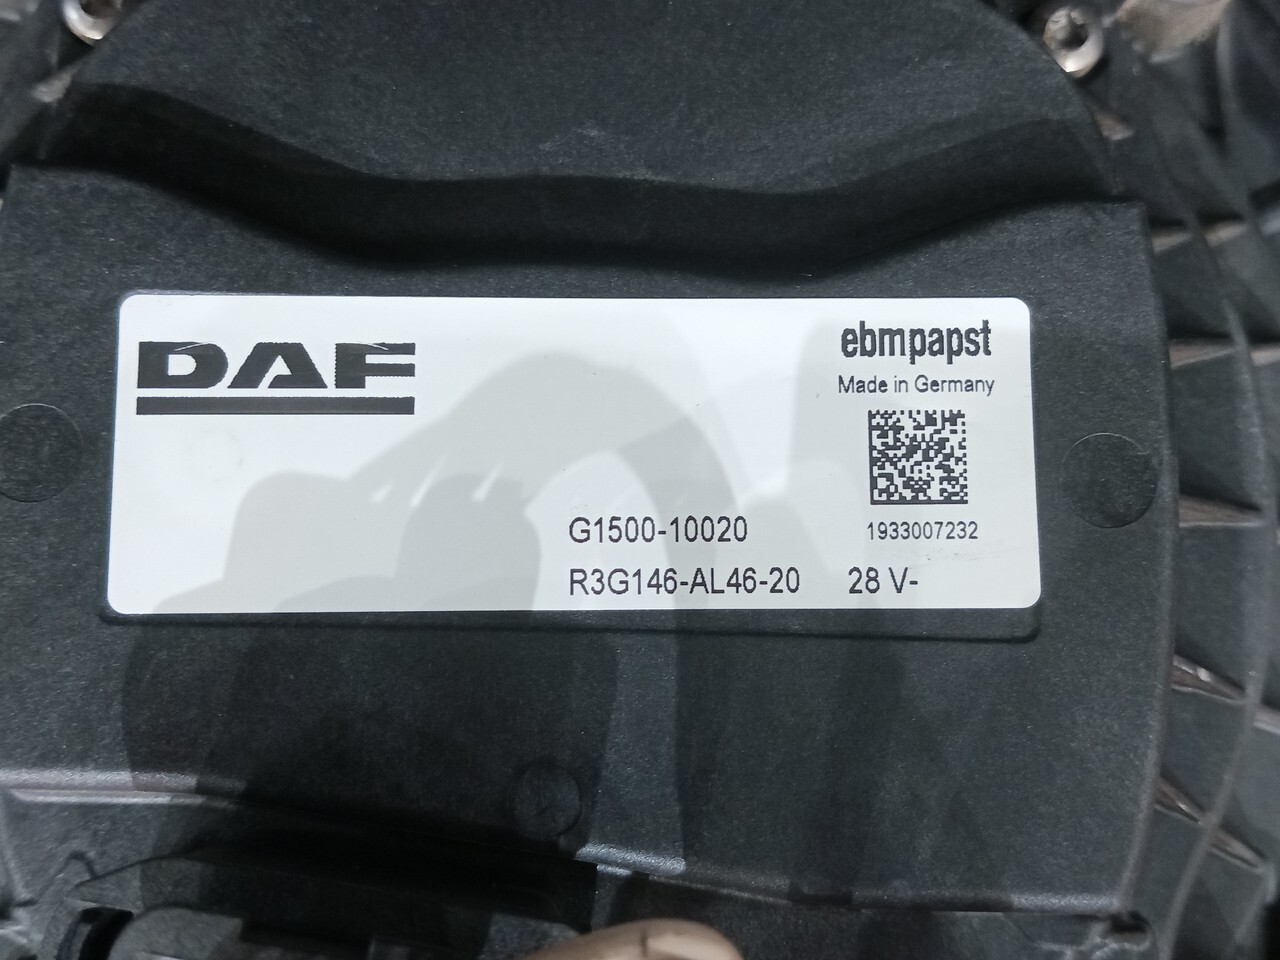 DAF
ebmpapst
Made in Germany
G1500-10020
1933007232
R3G146-AL46-20 28 V-